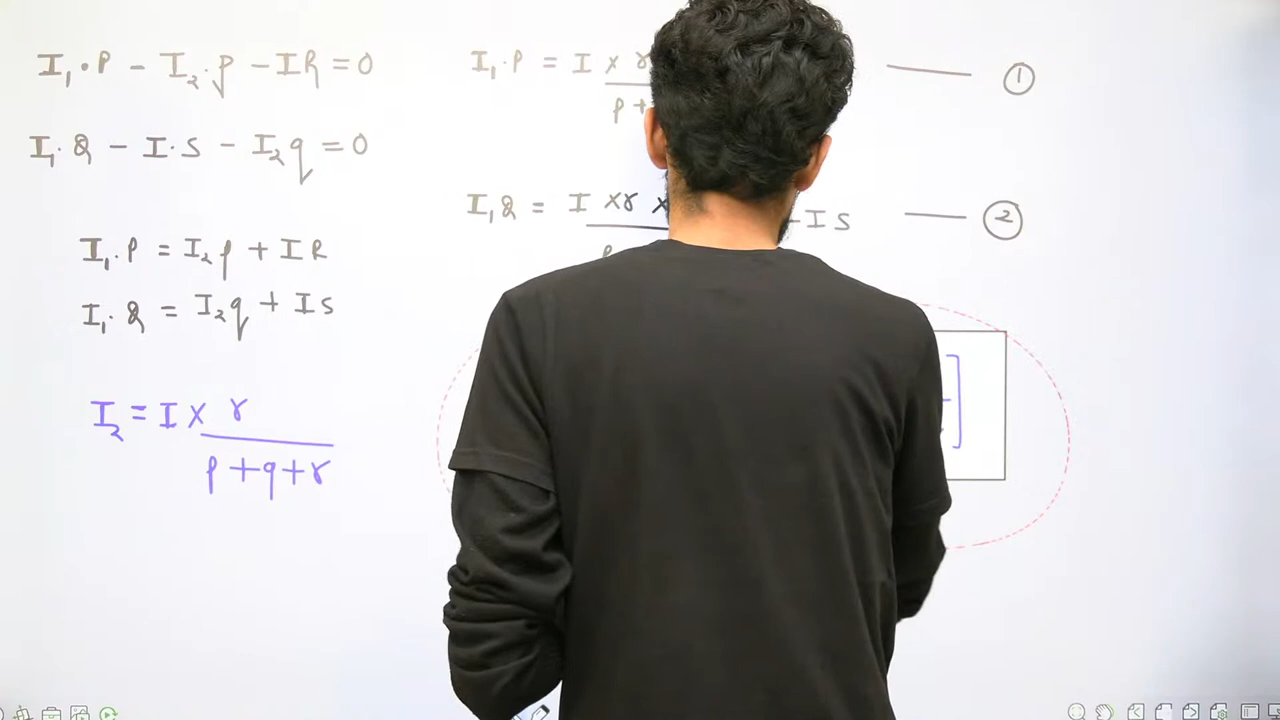 I₁·P - I₂·p - IR = 0
I₁·Q - I·S - I₂q = 0
I₁·P = I₂p + IR
I₁·Q = I₂q + IS
I₂ = I × r
p + q + r
I₁·P = I × r
p +
①
I₁Q = I × r ×
- IS
②